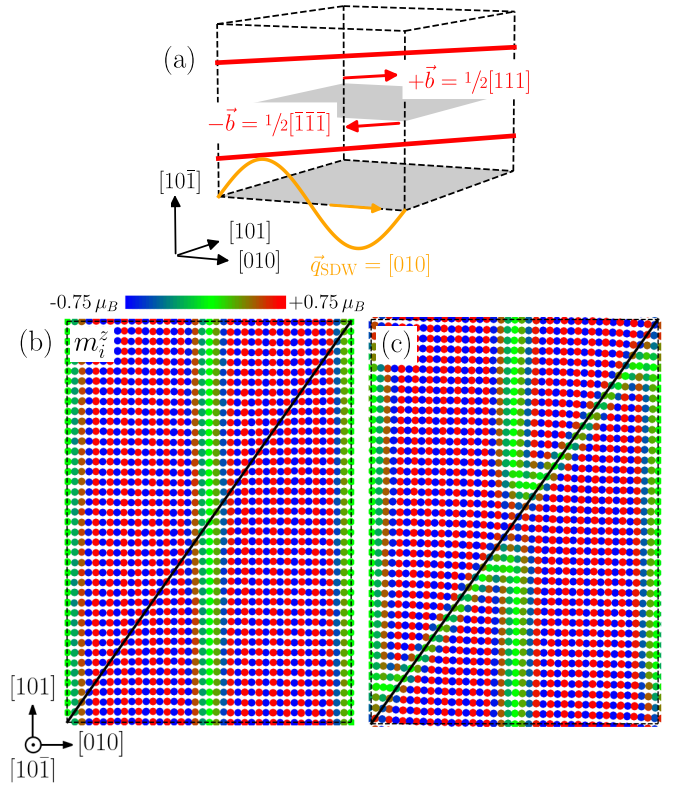 (a)
+b⃗ = 1/2[111]
−b⃗ = 1/2[1̄1̄1̄]
[101̄]
[101]
[010]
q⃗SDW = [010]
-0.75 μB
+0.75 μB
(b)
mᵢᶻ
(c)
[101]
[010]
[101̄]